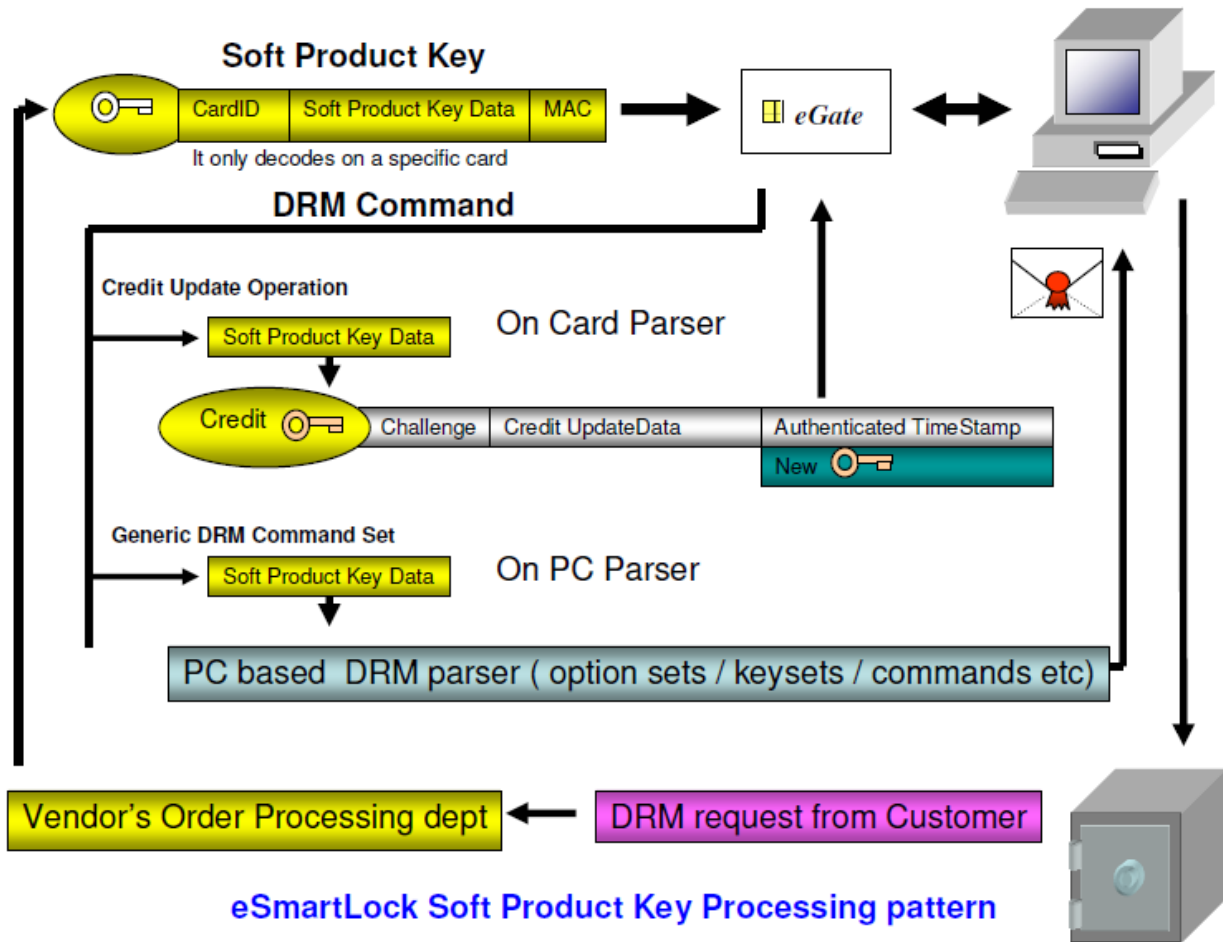 Soft Product Key
CardID Soft Product Key Data MAC
eGate
It only decodes on a specific card
DRM Command
Credit Update Operation
Soft Product Key Data
On Card Parser
Credit Challenge Credit UpdateData Authenticated TimeStamp
New
Generic DRM Command Set
Soft Product Key Data
On PC Parser
PC based DRM parser ( option sets / keysets / commands etc)
Vendor's Order Processing dept
DRM request from Customer
eSmartLock Soft Product Key Processing pattern